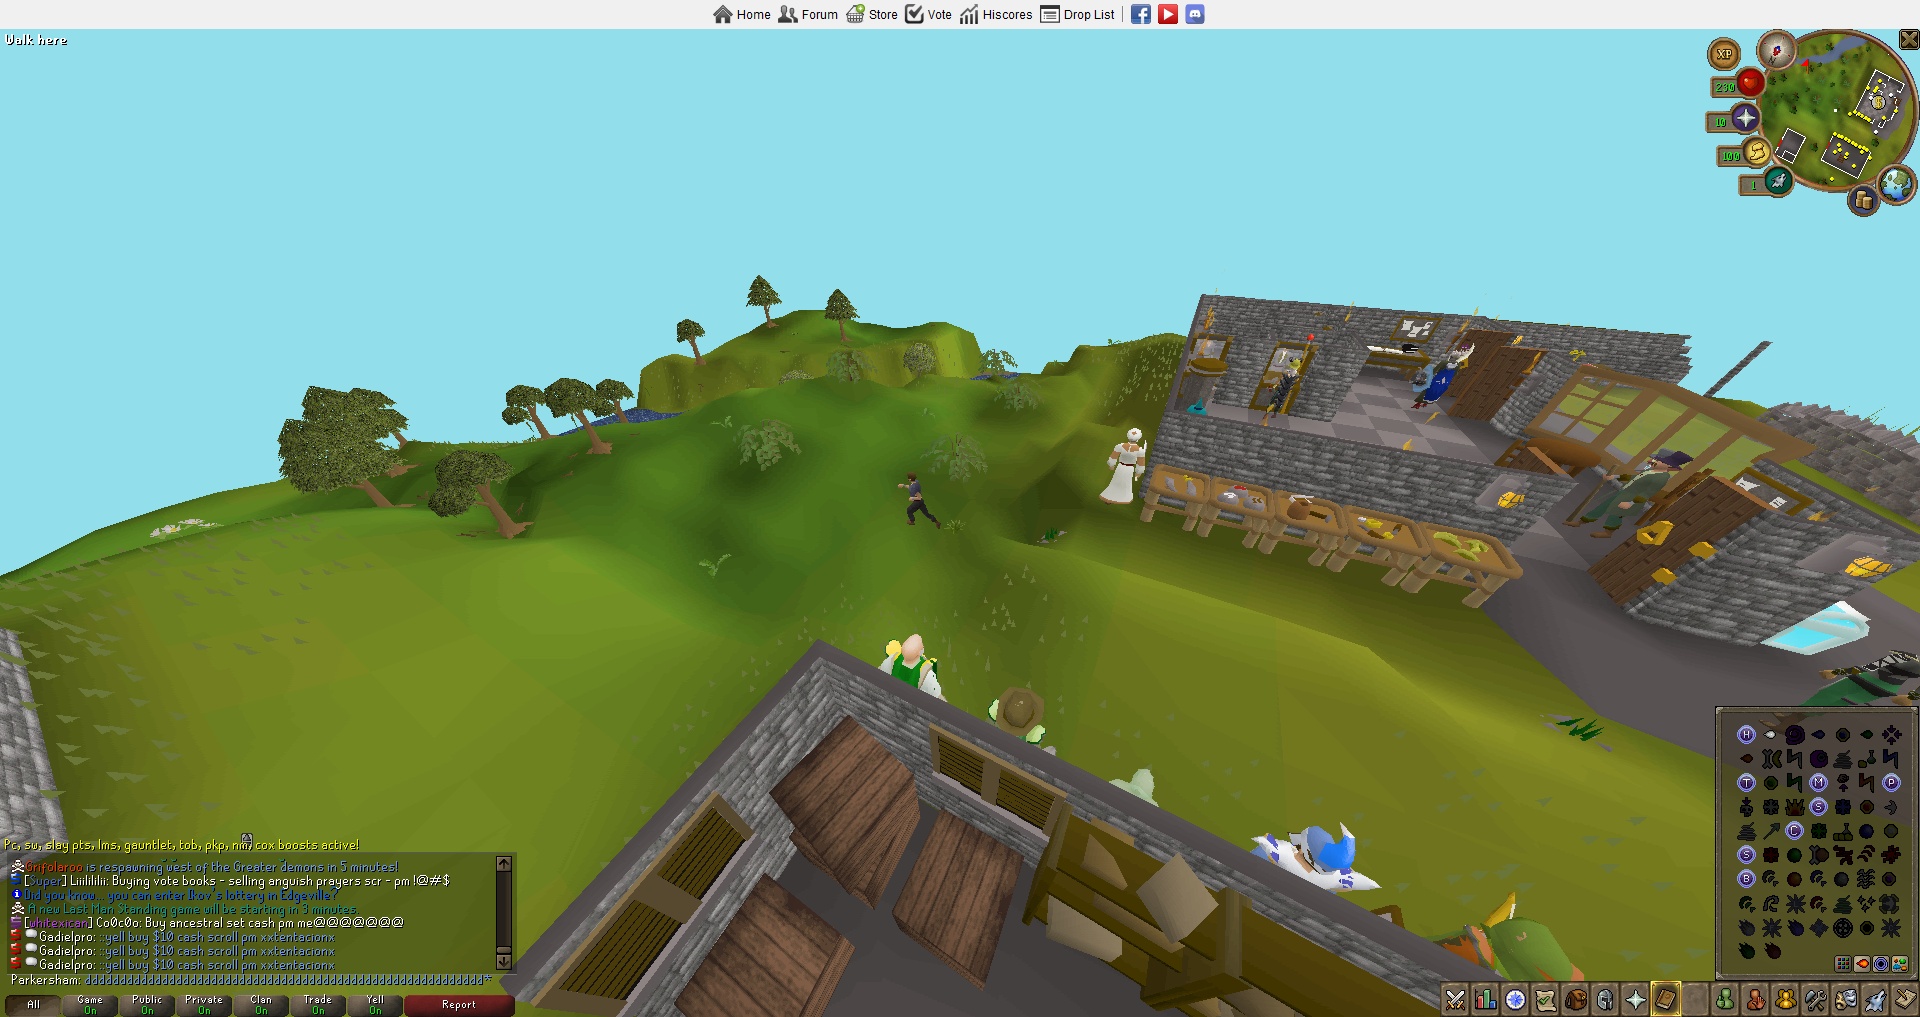 Home Forum Store Vote Hiscores Drop List
Walk here
XP
230
10
100
1
Pc, sw, slay pts, lms, gauntlet, tob, pkp, nm, cox boosts active!
Grifolaroo is respawning west of the Greater demons in 5 minutes!
[Super] Liiililili: Buying vote books - selling anguish prayers scr - pm !@#$
Did you know... you can enter Ikov's lottery in Edgeville?
A new Last Man Standing game will be starting in 3 minutes.
[whitexican] Co0c0o: Buy ancestral set cash pm me@@@@@@@
Gadielpro: ::yell buy $10 cash scroll pm xxtentacionx
Gadielpro: ::yell buy $10 cash scroll pm xxtentacionx
Gadielpro: ::yell buy $10 cash scroll pm xxtentacionx
Parkersham:
All Game On Public On Private On Clan On Trade On Yell On Report
H
T M P
S
C
S
B